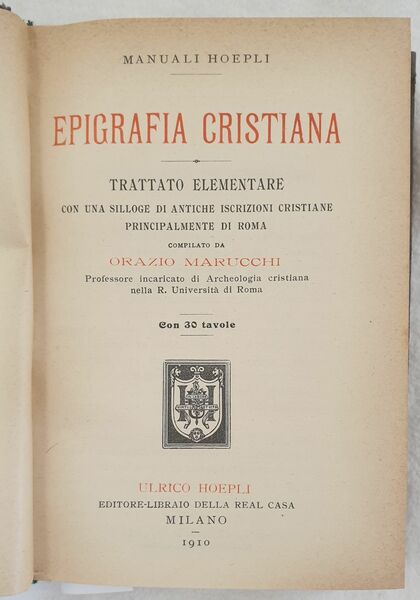 MANUALI HOEPLI
EPIGRAFIA CRISTIANA
TRATTATO ELEMENTARE
CON UNA SILLOGE DI ANTICHE ISCRIZIONI CRISTIANE
PRINCIPALMENTE DI ROMA
COMPILATO DA
ORAZIO MARUCCHI
Professore incaricato di Archeologia cristiana
nella R. Università di Roma
Con 30 tavole
ULRICO HOEPLI
EDITORE-LIBRAIO DELLA REAL CASA
MILANO
1910